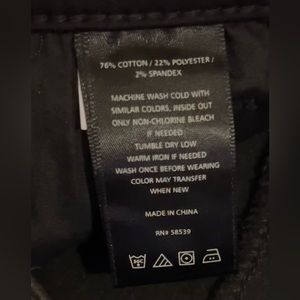 76% COTTON / 22% POLYESTER /
2% SPANDEX
MACHINE WASH COLD WITH
SIMILAR COLORS, INSIDE OUT
ONLY NON-CHLORINE BLEACH
IF NEEDED
TUMBLE DRY LOW
WARM IRON IF NEEDED
WASH ONCE BEFORE WEARING
COLOR MAY TRANSFER
WHEN NEW
MADE IN CHINA
RN# 58539
30C